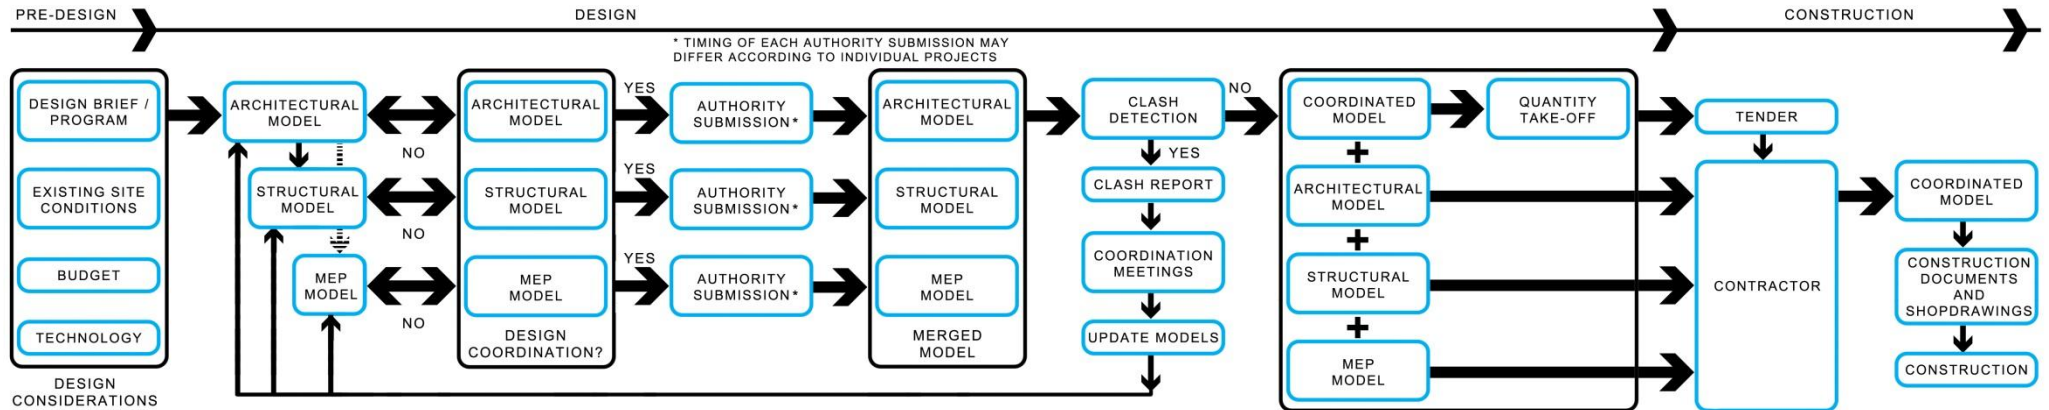 PRE-DESIGN
DESIGN
CONSTRUCTION
* TIMING OF EACH AUTHORITY SUBMISSION MAY
DIFFER ACCORDING TO INDIVIDUAL PROJECTS
DESIGN BRIEF /
PROGRAM
EXISTING SITE
CONDITIONS
BUDGET
TECHNOLOGY
DESIGN
CONSIDERATIONS
ARCHITECTURAL
MODEL
STRUCTURAL
MODEL
MEP
MODEL
NO
NO
NO
ARCHITECTURAL
MODEL
STRUCTURAL
MODEL
MEP
MODEL
DESIGN
COORDINATION?
YES
YES
YES
AUTHORITY
SUBMISSION*
AUTHORITY
SUBMISSION*
AUTHORITY
SUBMISSION*
ARCHITECTURAL
MODEL
STRUCTURAL
MODEL
MEP
MODEL
MERGED
MODEL
CLASH
DETECTION
NO
YES
CLASH REPORT
COORDINATION
MEETINGS
UPDATE MODELS
COORDINATED
MODEL
+
ARCHITECTURAL
MODEL
+
STRUCTURAL
MODEL
+
MEP
MODEL
QUANTITY
TAKE-OFF
TENDER
CONTRACTOR
COORDINATED
MODEL
CONSTRUCTION
DOCUMENTS
AND
SHOPDRAWINGS
CONSTRUCTION